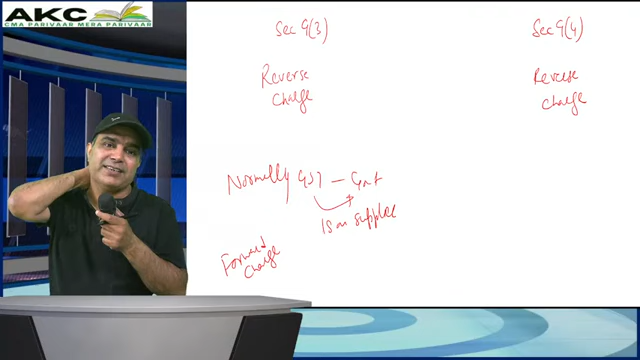 AKC
CMA PARIVAAR MERA PARIVAAR
Sec 9(3)
Sec 9(4)
Reverse
Charge
Reverse
Charge
Normally GST – Govt
is on supplier
Forward
Charge